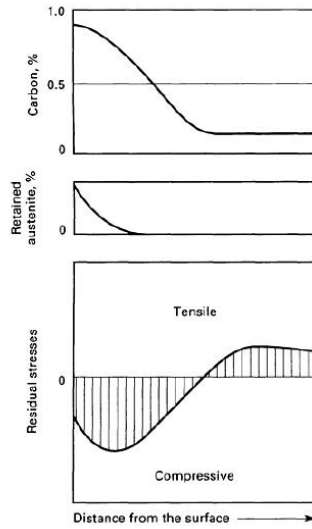 1.0
Carbon, %
0.5
0
Retained
austenite, %
0
Tensile
Residual stresses
0
Compressive
Distance from the surface